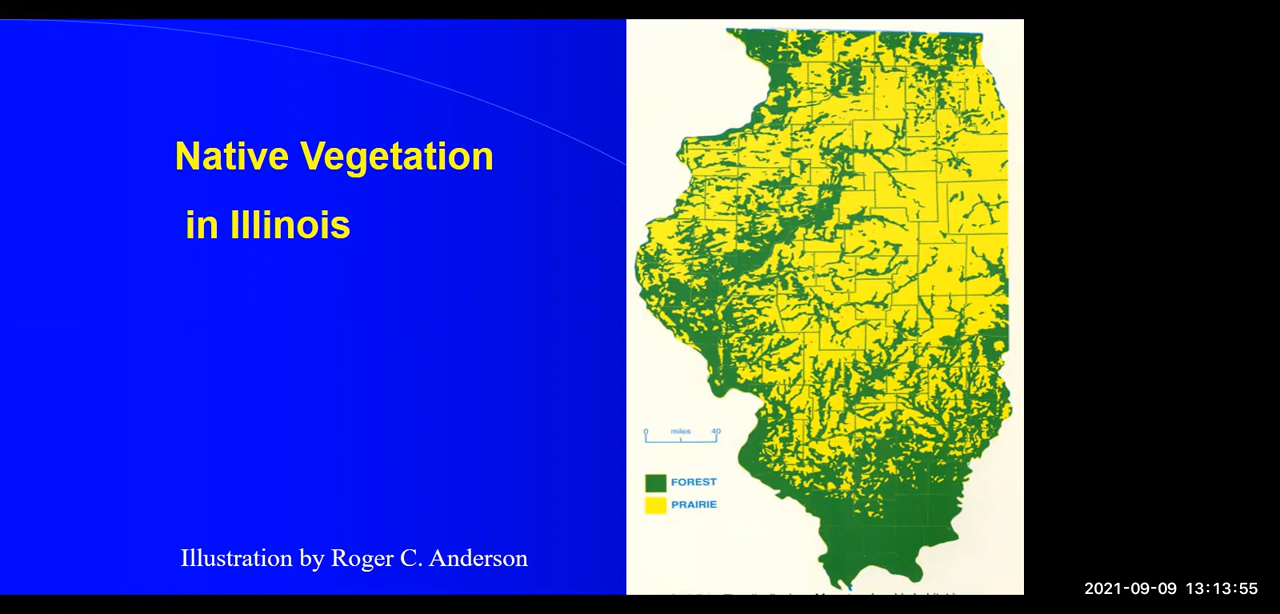 Native Vegetation
in Illinois
0 miles 40
FOREST
PRAIRIE
Illustration by Roger C. Anderson
2021-09-09 13:13:55